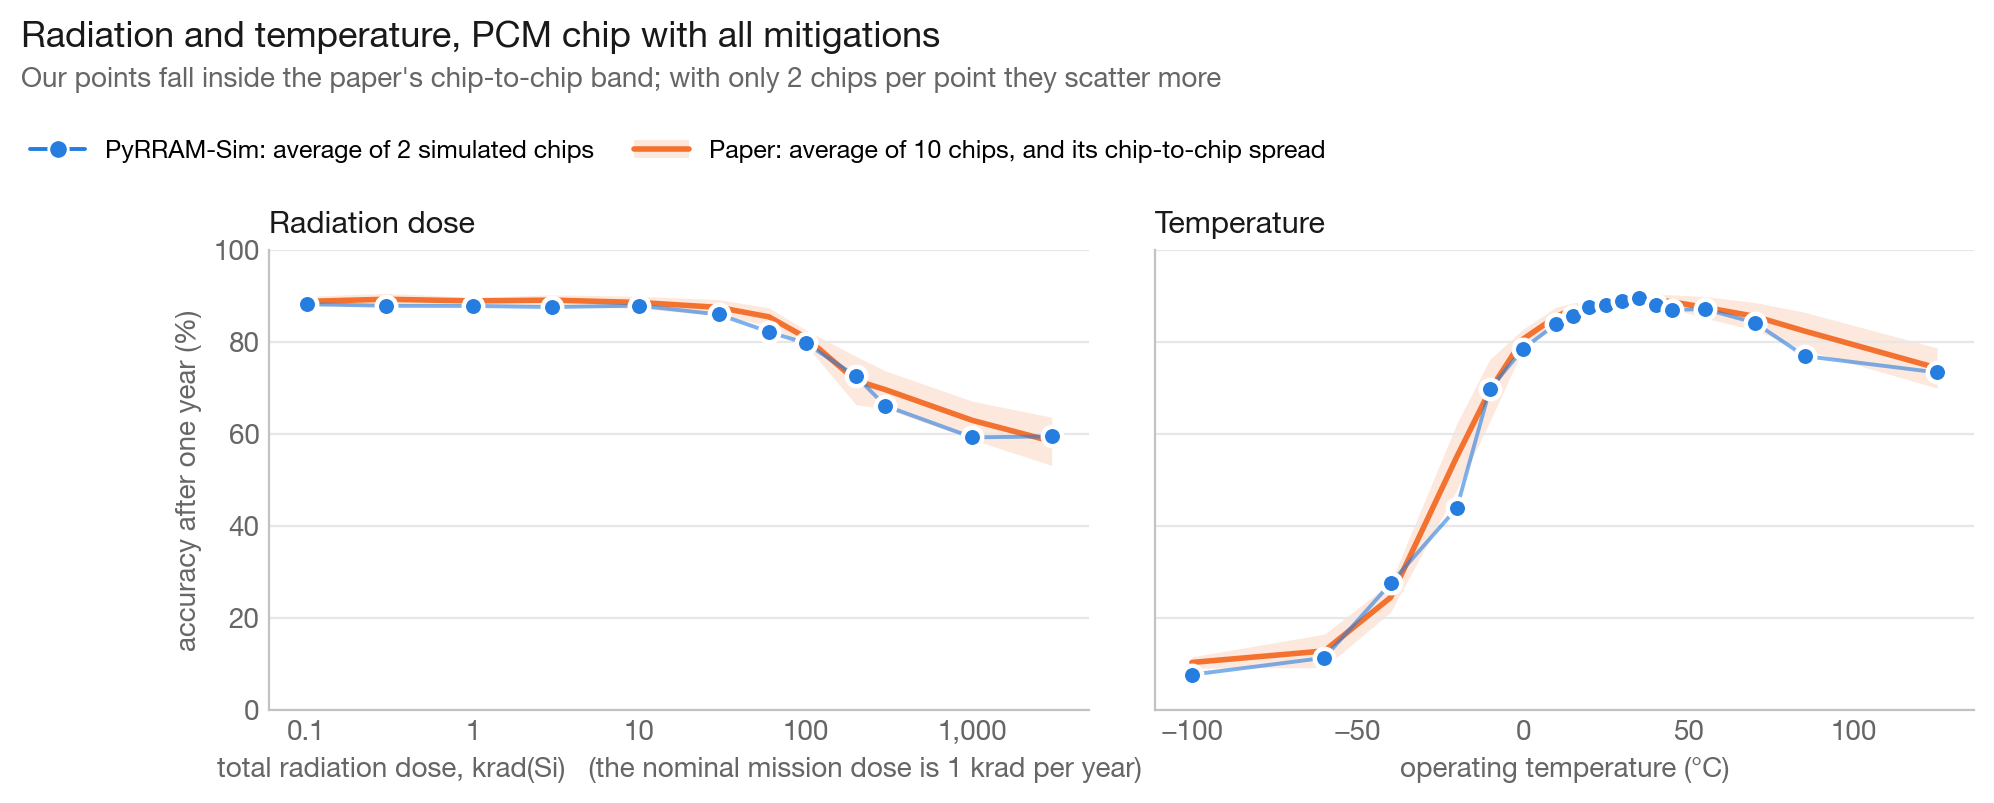 Radiation and temperature, PCM chip with all mitigations
Our points fall inside the paper's chip-to-chip band; with only 2 chips per point they scatter more
PyRRAM-Sim: average of 2 simulated chips
Paper: average of 10 chips, and its chip-to-chip spread
Radiation dose
Temperature
accuracy after one year (%)
100
80
60
40
20
0
0.1 1 10 100 1,000
−100 −50 0 50 100
total radiation dose, krad(Si) (the nominal mission dose is 1 krad per year)
operating temperature (°C)